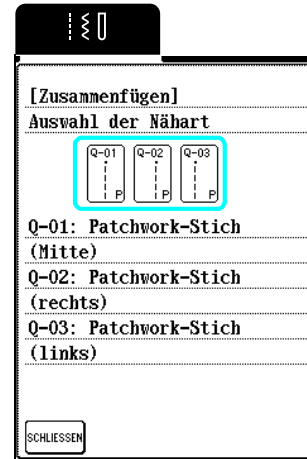 [Zusammenfügen]
Auswahl der Nähart
Q-01 Q-02 Q-03
P P P
Q-01: Patchwork-Stich
(Mitte)
Q-02: Patchwork-Stich
(rechts)
Q-03: Patchwork-Stich
(links)
SCHLIESSEN